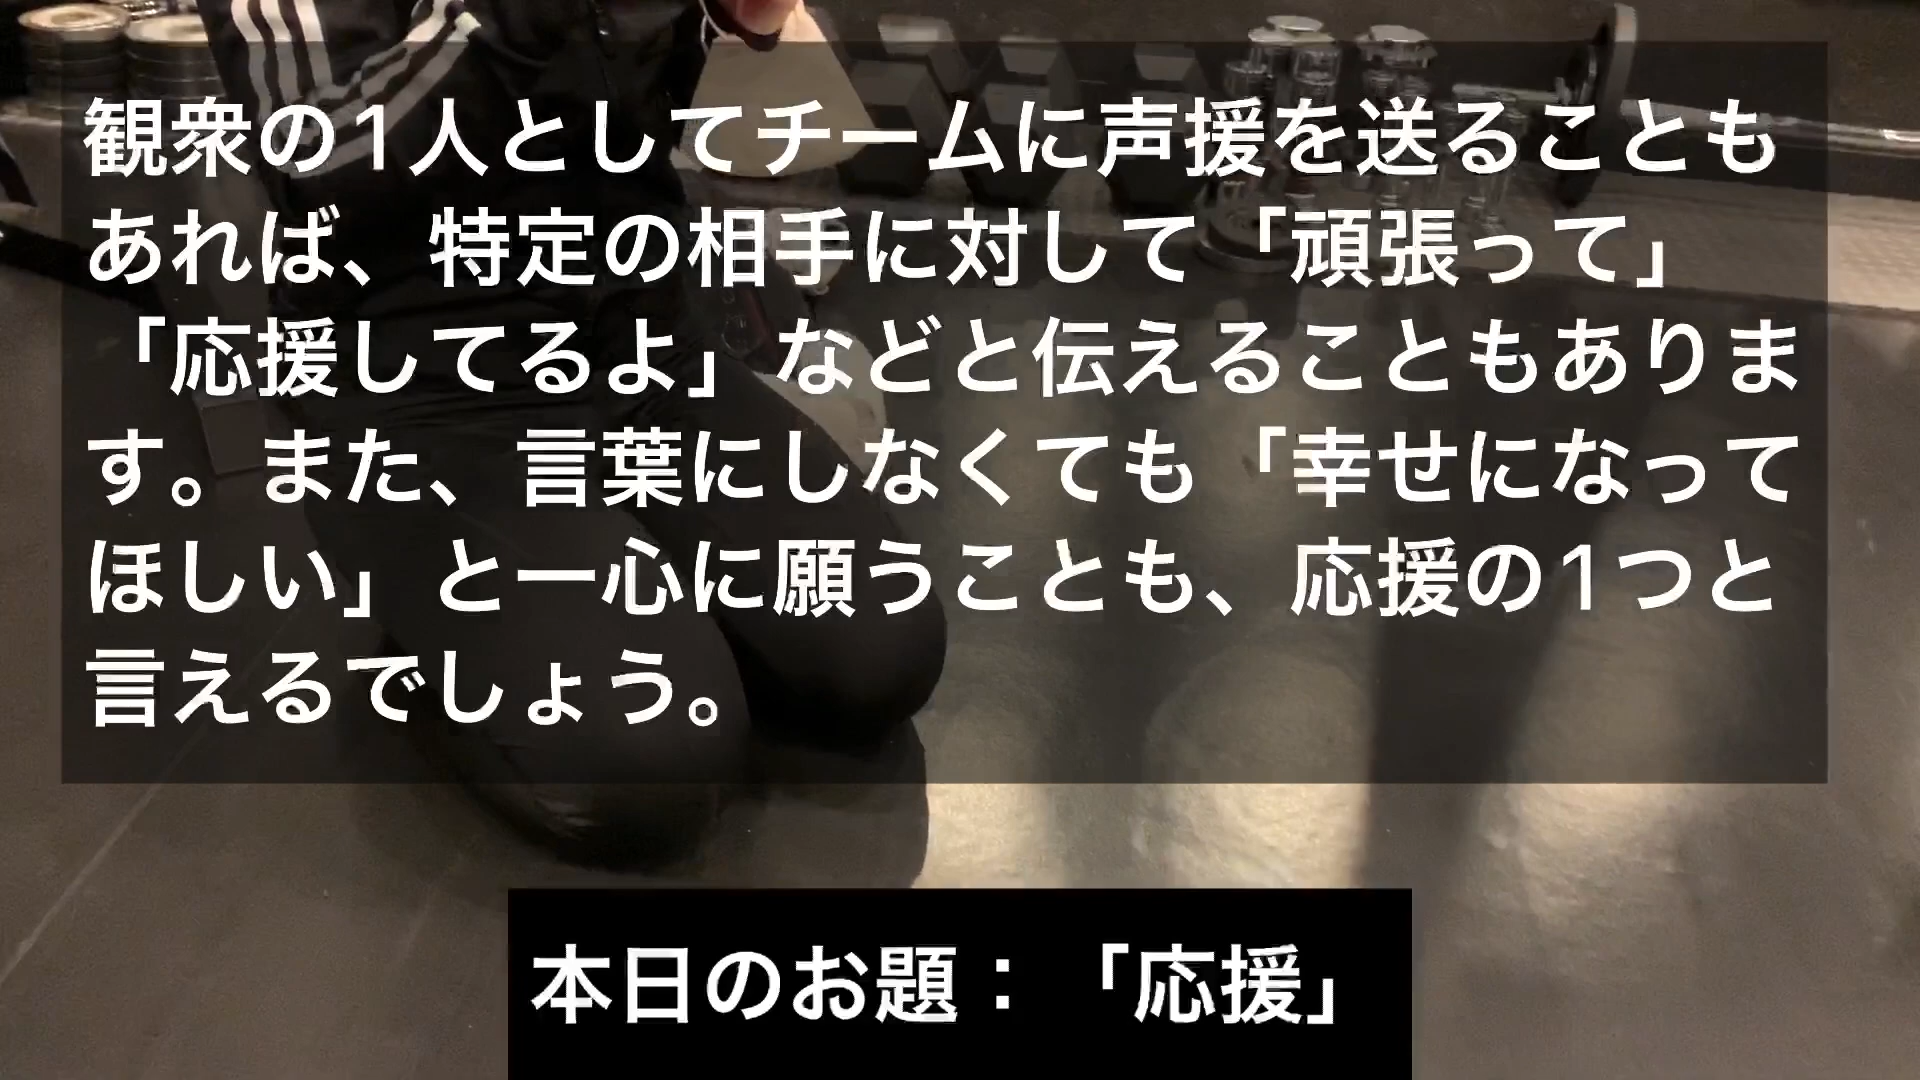 観衆の1人としてチームに声援を送ることも
あれば、特定の相手に対して「頑張って」
「応援してるよ」などと伝えることもありま
す。また、言葉にしなくても「幸せになって
ほしい」と一心に願うことも、応援の1つと
言えるでしょう。
本日のお題：「応援」